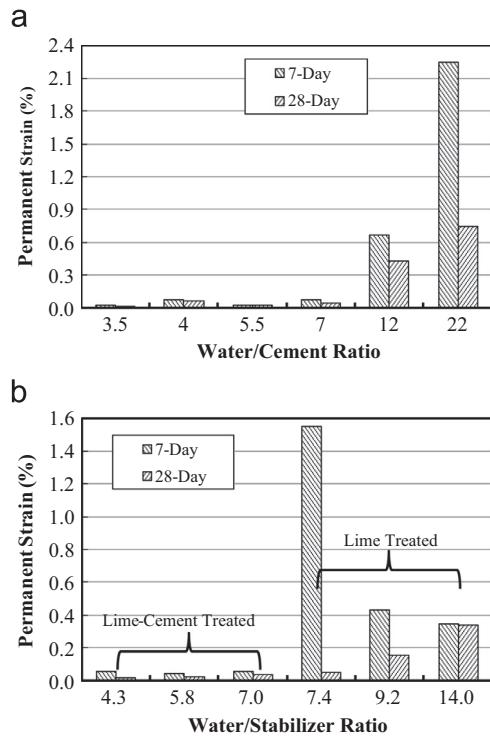 a
2.4
2.1
1.8
1.5
1.2
0.9
0.6
0.3
0.0
Permanent Strain (%)
7-Day
28-Day
3.5 4 5.5 7 12 22
Water/Cement Ratio
b
1.6
1.4
1.2
1.0
0.8
0.6
0.4
0.2
0.0
Permanent Strain (%)
7-Day
28-Day
Lime Treated
Lime-Cement Treated
4.3 5.8 7.0 7.4 9.2 14.0
Water/Stabilizer Ratio